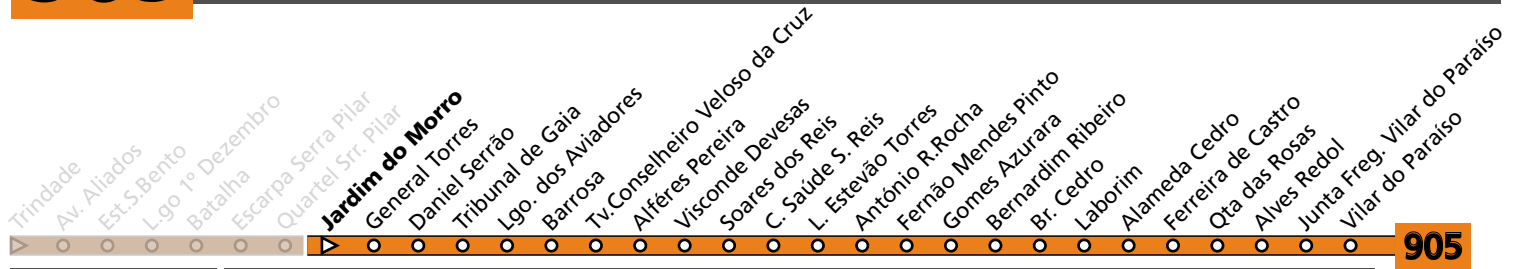 Trindade
Av. Aliados
Est.S.Bento
L.go 1º Dezembro
Batalha
Escarpa Serra Pilar
Quartel Srr. Pilar
Jardim do Morro
General Torres
Daniel Serrão
Tribunal de Gaia
Lgo. dos Aviadores
Barrosa
Tv.Conselheiro Veloso da Cruz
Alféres Pereira
Visconde Devesas
Soares dos Reis
C. Saúde S. Reis
L. Estevão Torres
António R.Rocha
Fernão Mendes Pinto
Gomes Azurara
Bernardim Ribeiro
Br. Cedro
Laborim
Alameda Cedro
Ferreira de Castro
Qta das Rosas
Alves Redol
Junta Freg. Vilar do Paraíso
Vilar do Paraíso
905